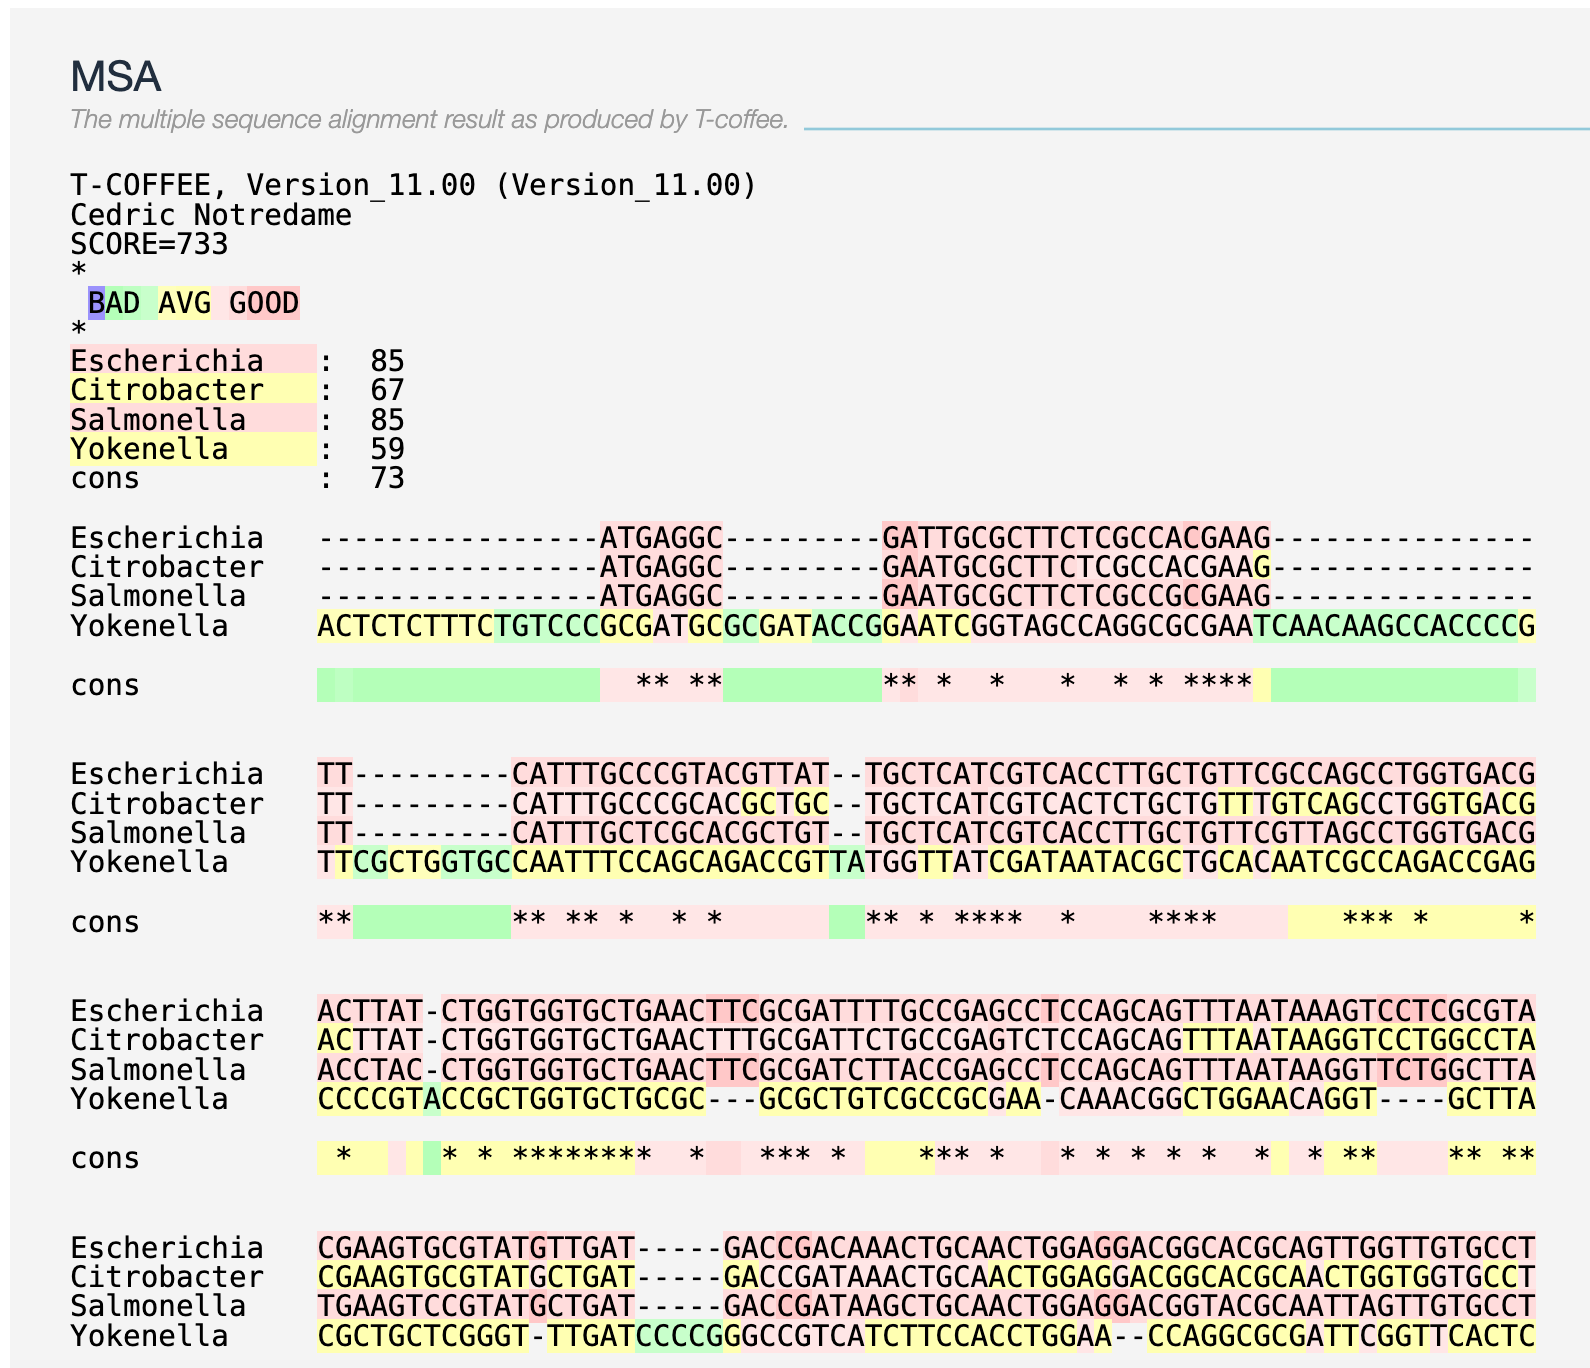 MSA
The multiple sequence alignment result as produced by T-coffee.
T-COFFEE, Version_11.00 (Version_11.00)
Cedric Notredame
SCORE=733
*
BAD AVG GOOD
*
Escherichia : 85
Citrobacter : 67
Salmonella : 85
Yokenella : 59
cons : 73
Escherichia ----------------ATGAGGC---------GATTGCGCTTCTCGCCACGAAG---------------
Citrobacter ----------------ATGAGGC---------GAATGCGCTTCTCGCCACGAAG---------------
Salmonella ----------------ATGAGGC---------GAATGCGCTTCTCGCCGCGAAG---------------
Yokenella ACTCTCTTTCTGTCCCGCGATGCGCGATACCGGAATCGGTAGCCAGGCGCGAATCAACAAGCCACCCCG
cons ** ** ** * * * * * ****
Escherichia TT---------CATTTGCCCGTACGTTAT--TGCTCATCGTCACCTTGCTGTTCGCCAGCCTGGTGACG
Citrobacter TT---------CATTTGCCCGCACGCTGC--TGCTCATCGTCACTCTGCTGTTTGTCAGCCTGGTGACG
Salmonella TT---------CATTTGCTCGCACGCTGT--TGCTCATCGTCACCTTGCTGTTCGTTAGCCTGGTGACG
Yokenella TTCGCTGGTGCCAATTTCCAGCAGACCGTTATGGTTATCGATAATACGCTGCACAATCGCCAGACCGAG
cons ** ** ** * * * ** * **** * **** *** * *
Escherichia ACTTAT-CTGGTGGTGCTGAACTTCGCGATTTTGCCGAGCCTCCAGCAGTTTAATAAAGTCCTCGCGTA
Citrobacter ACTTAT-CTGGTGGTGCTGAACTTTGCGATTCTGCCGAGTCTCCAGCAGTTTAATAAGGTCCTGGCCTA
Salmonella ACCTAC-CTGGTGGTGCTGAACTTCGCGATCTTACCGAGCCTCCAGCAGTTTAATAAGGTTCTGGCTTA
Yokenella CCCCGTACCGCTGGTGCTGCGC---GCGCTGTCGCCGCGAA-CAAACGGCTGGAACAGGT----GCTTA
cons * * * ******** * *** * *** * * * * * * * * ** ** **
Escherichia CGAAGTGCGTATGTTGAT-----GACCGACAAACTGCAACTGGAGGACGGCACGCAGTTGGTTGTGCCT
Citrobacter CGAAGTGCGTATGCTGAT-----GACCGATAAACTGCAACTGGAGGACGGCACGCAACTGGTGGTGCCT
Salmonella TGAAGTCCGTATGCTGAT-----GACCGATAAGCTGCAACTGGAGGACGGTACGCAATTAGTTGTGCCT
Yokenella CGCTGCTCGGGT-TTGATCCCCGGGCCGTCATCTTCCACCTGGAA--CCAGGCGCGATTCGGTTCACTC